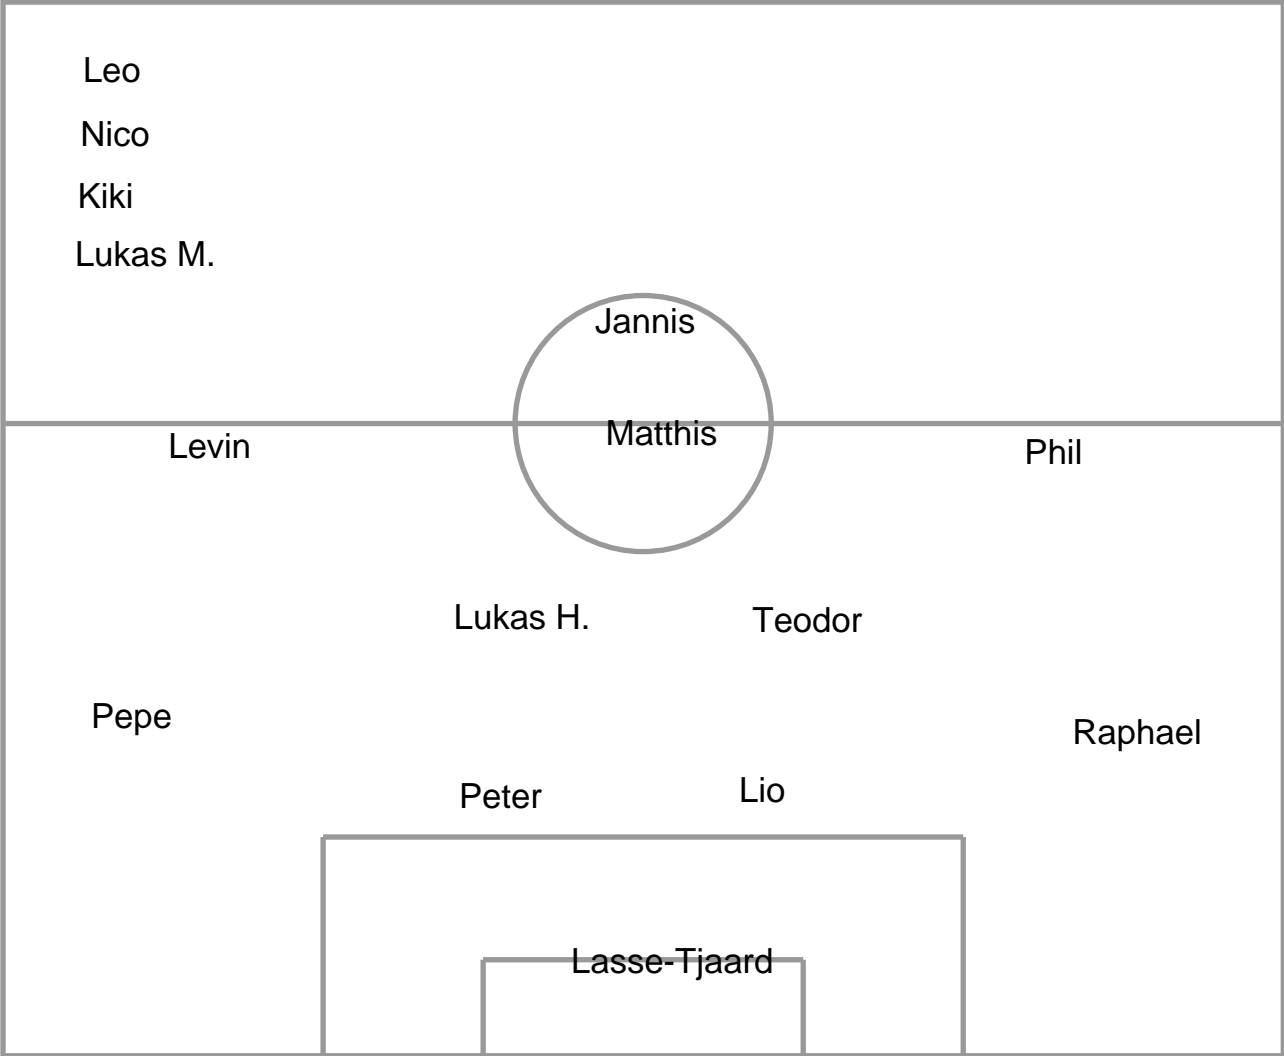 Leo
Nico
Kiki
Lukas M.
Jannis
Matthis
Levin
Phil
Lukas H.
Teodor
Pepe
Raphael
Peter
Lio
Lasse-Tjaard